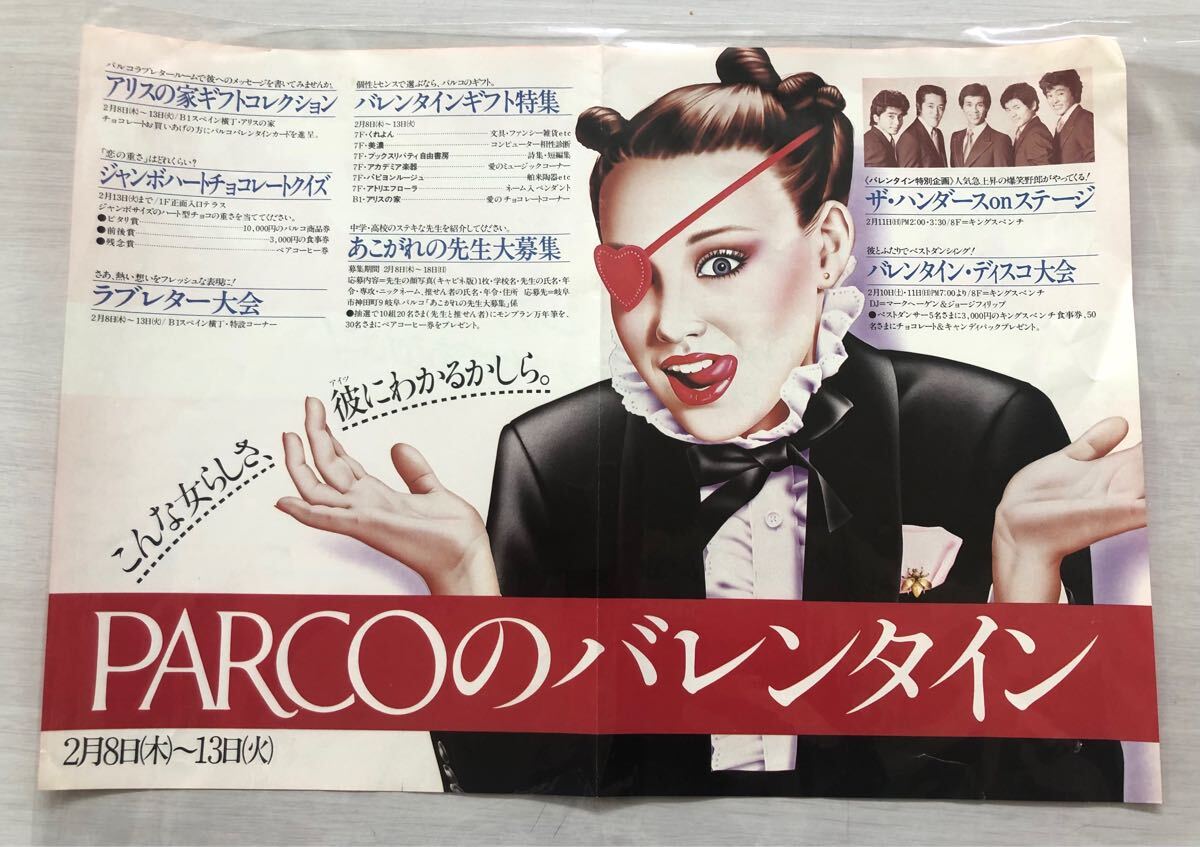 パルコラブレタールームで彼へのメッセージを書いてみませんか。
アリスの家ギフトコレクション
2月8日(木)〜13日(火)/B1スペイン横丁・アリスの家
チョコレートお買いあげの方にパルコバレンタインカードを進呈。
「恋の重さ」はどれくらい?
ジャンボハートチョコレートクイズ
2月13日(火)まで/1F正面入口テラス
ジャンボサイズのハート型チョコの重さを当ててください。
●ピタリ賞 10,000円のパルコ商品券
●前後賞 3,000円の食事券
●残念賞 ペアコーヒー券
さあ、熱い想いをフレッシュな表現に!
ラブレター大会
2月8日(木)〜13日(火)/B1スペイン横丁・特設コーナー
個性とセンスで選ぶなら、パルコのギフト。
バレンタインギフト特集
2月8日(木)〜13日(火)
7F・くれよん 文具・ファンシー雑貨etc
7F・美濃 コンピューター相性診断
7F・ブックスリバティ自由書房 詩集・短編集
7F・アカデミア楽器 愛のミュージックコーナー
7F・パピヨンルージュ 舶来陶器etc
7F・アトリエフローラ ネーム入ペンダント
B1・アリスの家 愛のチョコレートコーナー
中学・高校のステキな先生を紹介してください。
あこがれの先生大募集
募集期間 2月8日(木)〜18日(日)
応募内容=先生の顔写真(キャビネ版)1枚・学校名・先生の氏名・年
令・専攻・ニックネーム、推せん者の氏名・年令・住所 応募先=岐阜
市神田町9岐阜パルコ「あこがれの先生大募集」係
●抽選で10組20名さま(先生と推せん者)にモンブラン万年筆を、
30名さまにペアコーヒー券をプレゼント。
〈バレンタイン特別企画〉人気急上昇の爆笑野郎がやってくる!
ザ・ハンダースonステージ
2月11日(日)PM2:00・3:30/8F=キングスベンチ
彼とふたりでベストダンシィング!
バレンタイン・ディスコ大会
2月10日(土)・11日(日)PM7:00より/8F=キングスベンチ
DJ=マーク・ヘーゲン&ジョージフィリップ
●ベストダンサー5名さまに3,000円のキングスベンチ食事券、50
名さまにチョコレート&キャンディパックプレゼント。
こんな女らしさ、
アイツ
彼にわかるかしら。
PARCOのバレンタイン
2月8日(木)〜13日(火)